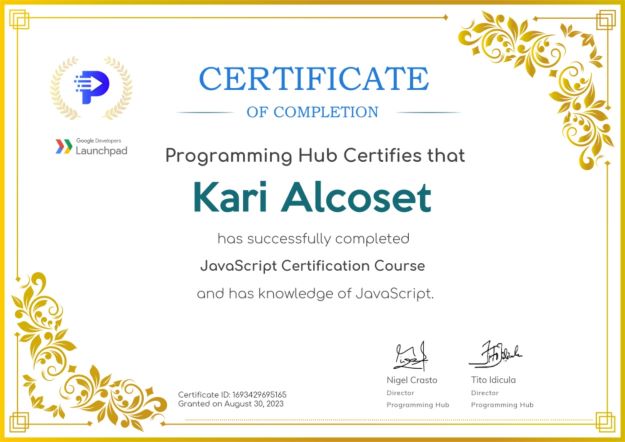 CERTIFICATE
OF COMPLETION
Google Developers
Launchpad
Programming Hub Certifies that
Kari Alcoset
has successfully completed
JavaScript Certification Course
and has knowledge of JavaScript.
Nigel Crasto
Director
Programming Hub
Tito Idicula
Director
Programming Hub
Certificate ID: 1693429695165
Granted on August 30, 2023